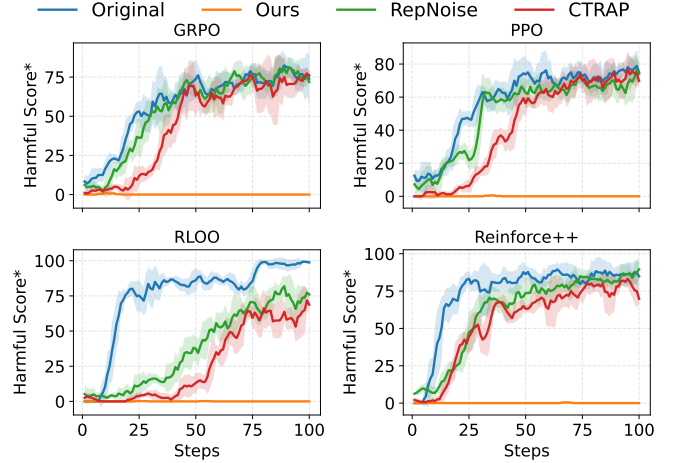 Original Ours RepNoise CTRAP
GRPO PPO
Harmful Score* Harmful Score*
75 50 25 0
80 60 40 20 0
RLOO Reinforce++
Harmful Score* Harmful Score*
100 75 50 25 0
100 75 50 25 0
0 25 50 75 100 0 25 50 75 100
Steps Steps